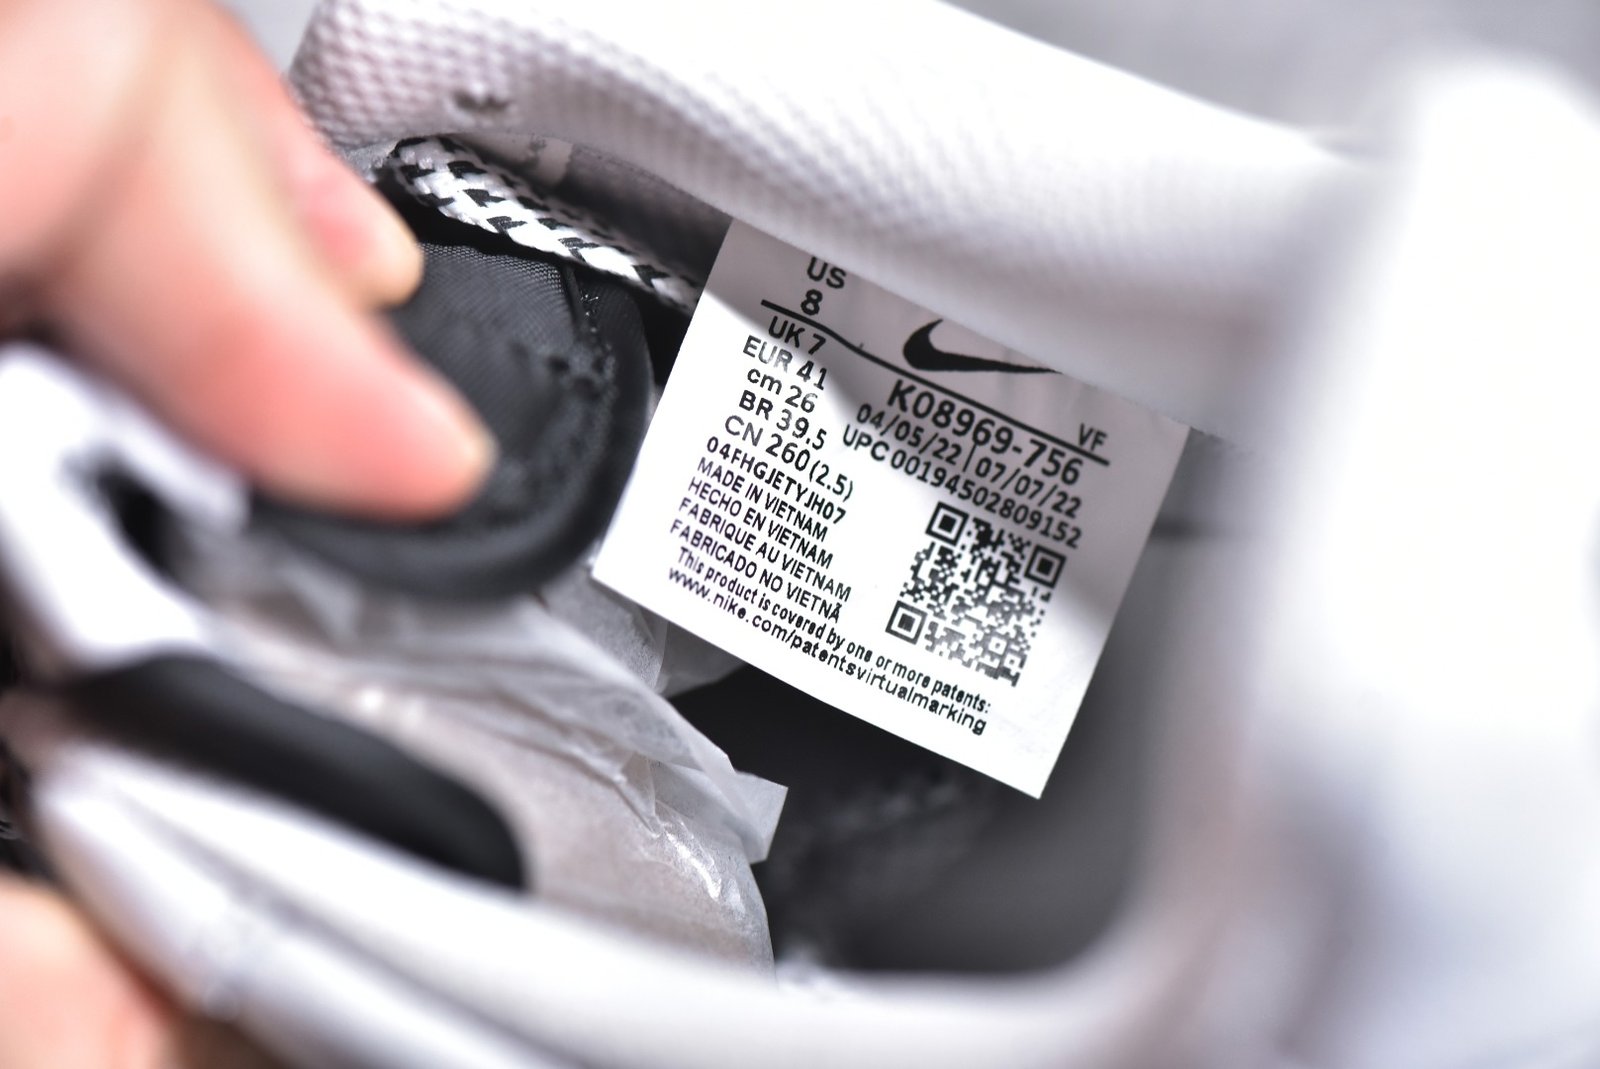 US
8
UK 7
EUR 41
cm 26
BR 39.5
CN 260(2.5)
04FHGJETYJH07
MADE IN VIETNAM
HECHO EN VIETNAM
FABRIQUE AU VIETNAM
FABRICADO NO VIETNÃ
This product is covered by one or more patents:
www.nike.com/patentsvirtualmarking
VF
K08969-756
04/05/22|07/07/22
UPC 00194502809152